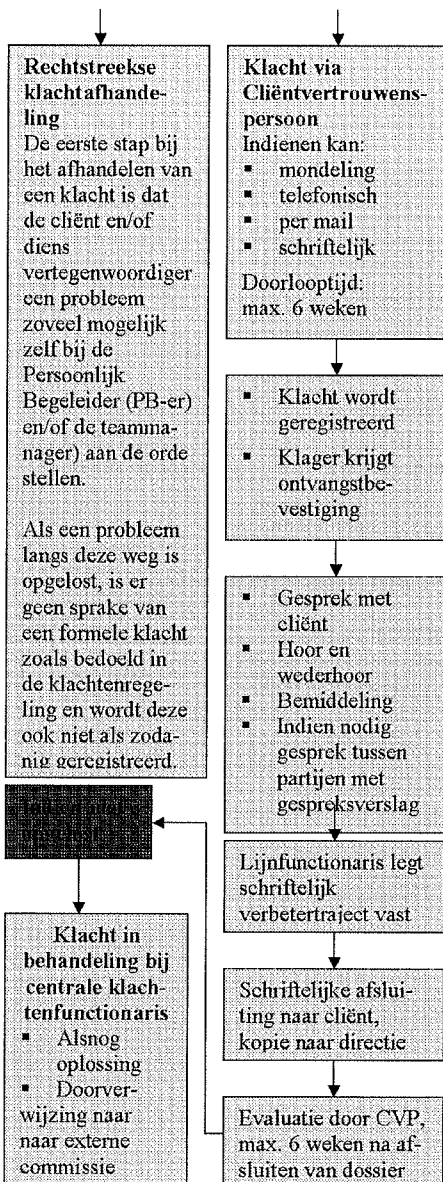 Rechtstreekse
klachtafhande-
ling
De eerste stap bij
het afhandelen van
een klacht is dat
de cliënt en/of
diens
vertegenwoordiger
een probleem
zoveel mogelijk
zelf bij de
Persoonlijk
Begeleider (PB-er)
en/of de teamma-
nager) aan de orde
stellen.
Als een probleem
langs deze weg is
opgelost, is er
geen sprake van
een formele klacht
zoals bedoeld in
de klachtenrege-
ling en wordt deze
ook niet als zoda-
nig geregistreerd.
Klacht in
behandeling bij
centrale klach-
tenfunctionaris
▪ Alsnog
oplossing
▪ Doorver-
wijzing naar
naar externe
commissie
Klacht via
Cliëntvertrouwens-
persoon
Indienen kan:
▪ mondeling
▪ telefonisch
▪ per mail
▪ schriftelijk
Doorlooptijd:
max. 6 weken
▪ Klacht wordt
geregistreerd
▪ Klager krijgt
ontvangstbe-
vestiging
▪ Gesprek met
cliënt
▪ Hoor en
wederhoor
▪ Bemiddeling
▪ Indien nodig
gesprek tussen
partijen met
gespreksverslag
Lijnfunctionaris legt
schriftelijk
verbetertraject vast
Schriftelijke afslui-
ting naar cliënt,
kopie naar directie
Evaluatie door CVP,
max. 6 weken na af-
sluiten van dossier